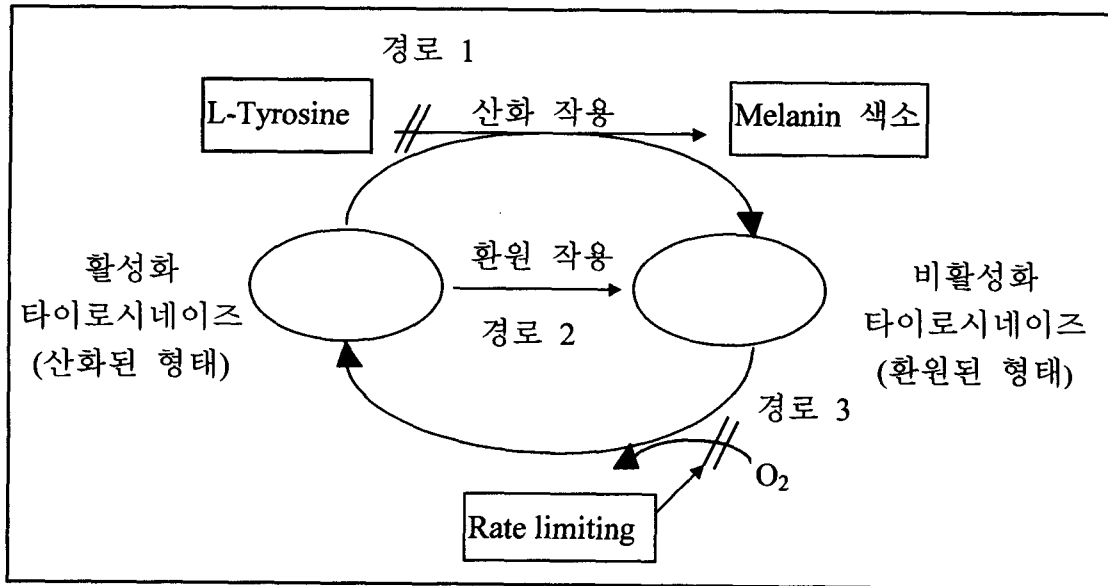 경로 1
L-Tyrosine
산화 작용
Melanin 색소
활성화
타이로시네이즈
(산화된 형태)
환원 작용
경로 2
비활성화
타이로시네이즈
(환원된 형태)
경로 3
O₂
Rate limiting